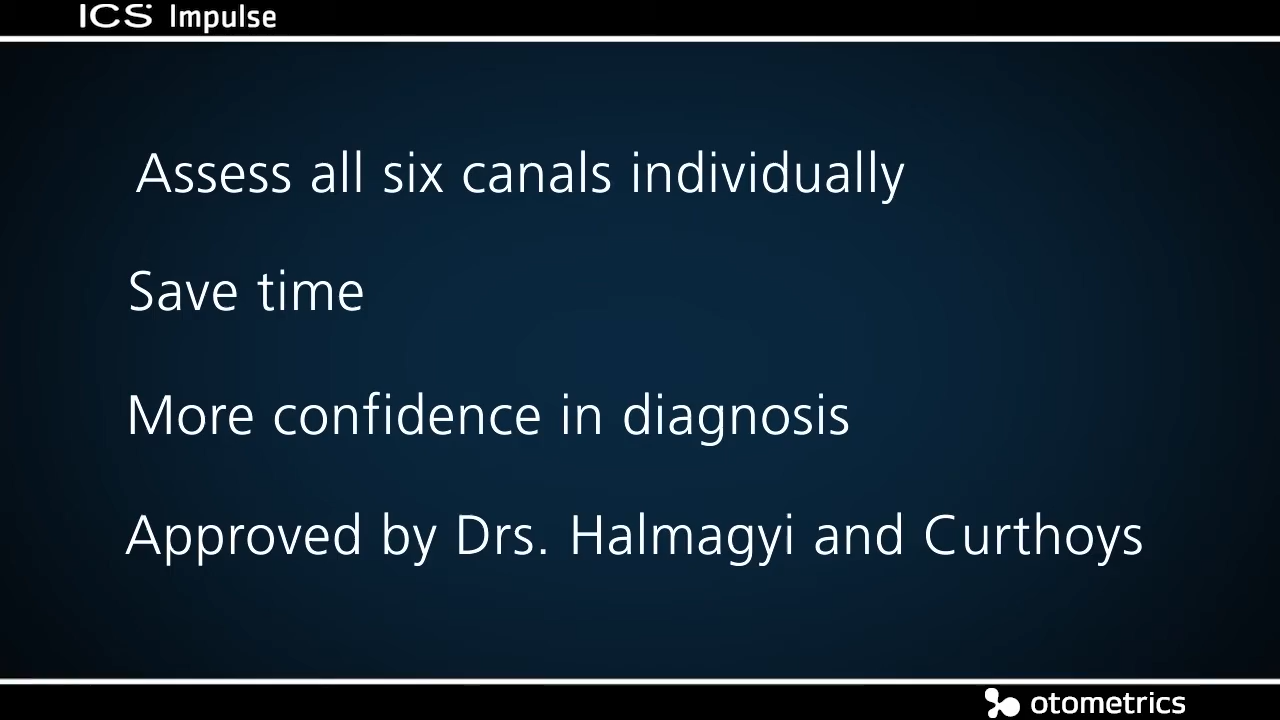 ICS Impulse
Assess all six canals individually
Save time
More confidence in diagnosis
Approved by Drs. Halmagyi and Curthoys
otometrics